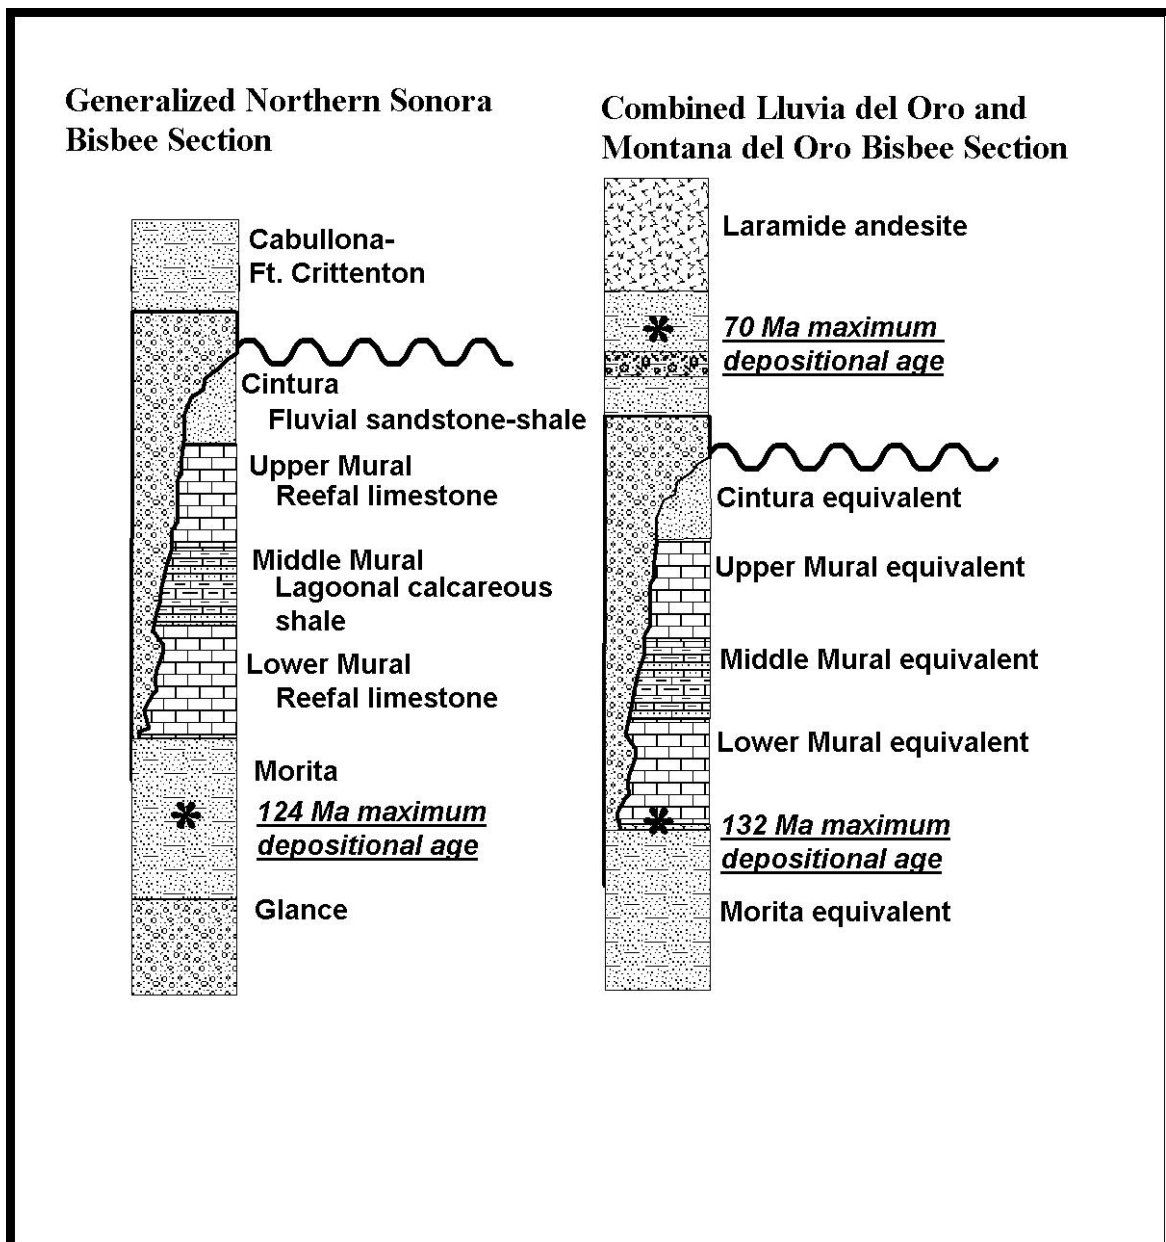 Generalized Northern Sonora
Bisbee Section
Cabullona-
Ft. Crittenton
Cintura
Fluvial sandstone-shale
Upper Mural
Reefal limestone
Middle Mural
Lagoonal calcareous
shale
Lower Mural
Reefal limestone
Morita
124 Ma maximum
depositional age
Glance
Combined Lluvia del Oro and
Montana del Oro Bisbee Section
Laramide andesite
70 Ma maximum
depositional age
Cintura equivalent
Upper Mural equivalent
Middle Mural equivalent
Lower Mural equivalent
132 Ma maximum
depositional age
Morita equivalent